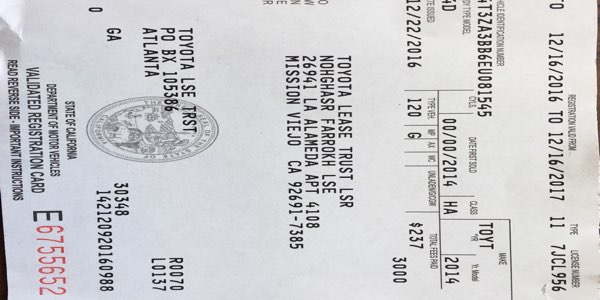 REGISTRATION VALID FROM: TYPE LICENSE NUMBER
TO 12/16/2016 TO 12/16/2017 11 7JCL956
MAKE YR. Model
TOYT 2014
VEHICLE IDENTIFICATION NUMBER CYLS. DATE FIRST SOLD CLASS *YR
4T3ZA3BB6EU081545 00/00/2014 HA
BODY TYPE MODEL TYPE VEH. MP AX WC UNLADEN/G/CGW TOTAL FEES PAID
4D 120 G $237
DATE ISSUED
12/22/2016 3000
TOYOTA LEASE TRUST LSR
NOHGHASR FARROKH LSE
26941 LA ALAMEDA APT 4108
MISSION VIEJO CA 92691-7385
TOYOTA LSE TRST
PO BX 105386
ATLANTA
R0070
L0137
O GA 30348
142120920160988
STATE OF CALIFORNIA
DEPARTMENT OF MOTOR VEHICLES
VALIDATED REGISTRATION CARD
READ REVERSE SIDE - IMPORTANT INSTRUCTIONS
E6755652